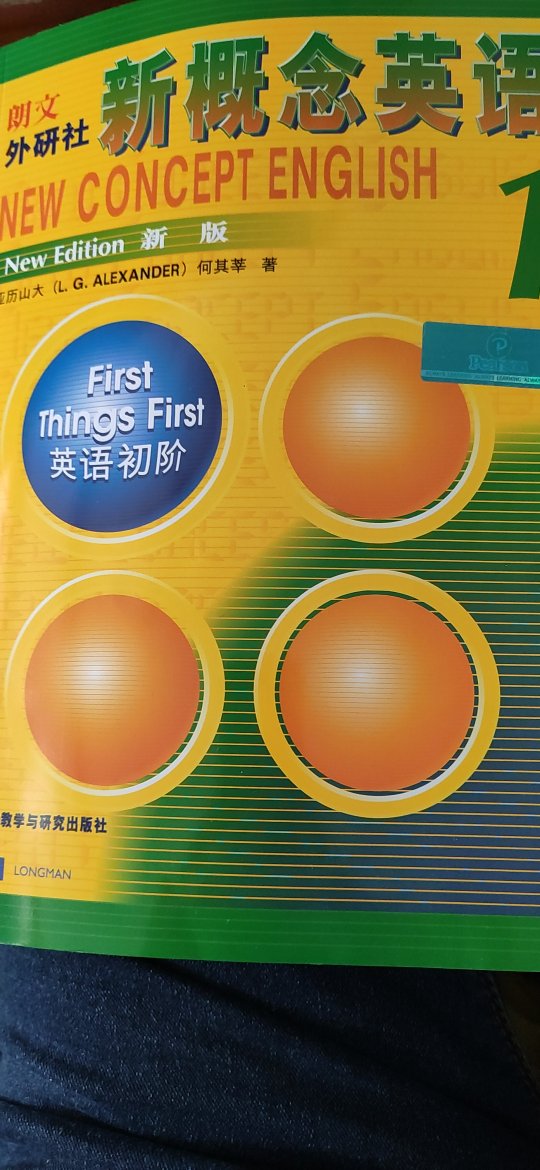 朗文
外研社
新概念英语
NEW CONCEPT ENGLISH
1
New Edition 新 版
亚历山大（L. G. ALEXANDER）何其莘 著
Pearson
First
Things First
英语初阶
教学与研究出版社
LONGMAN